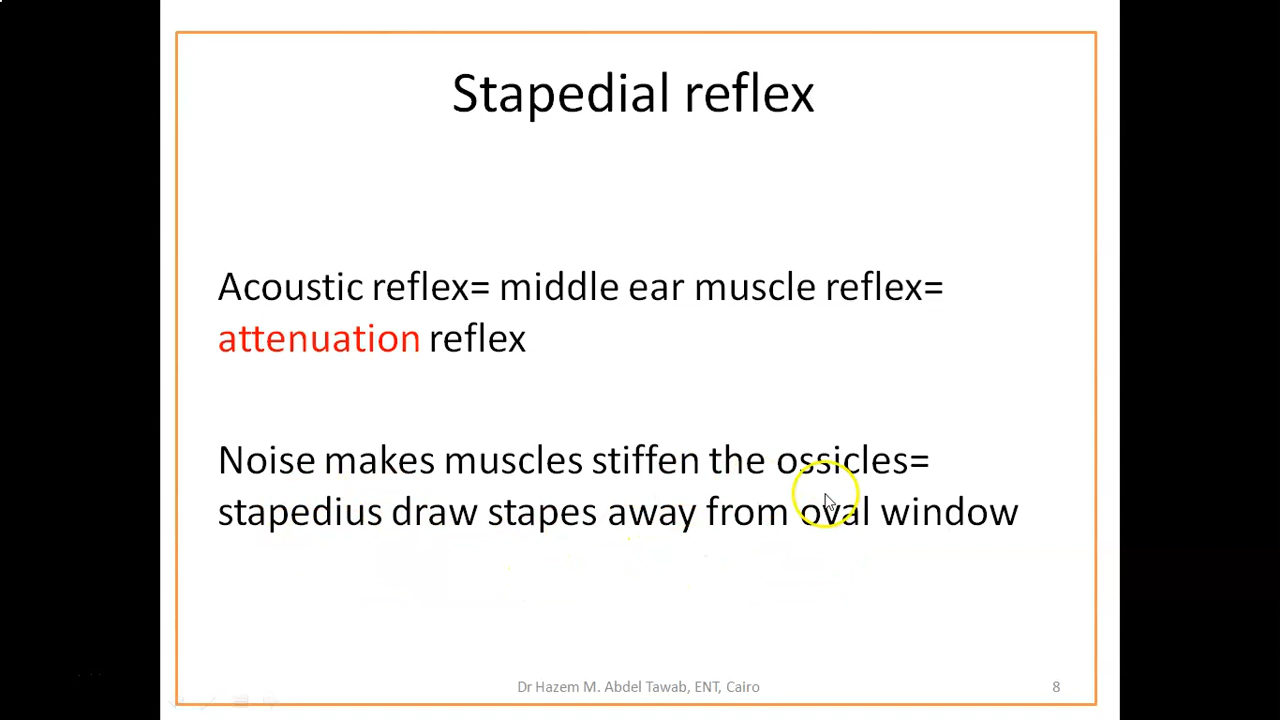 Stapedial reflex
Acoustic reflex= middle ear muscle reflex=
attenuation reflex
Noise makes muscles stiffen the ossicles=
stapedius draw stapes away from oval window
Dr Hazem M. Abdel Tawab, ENT, Cairo
8